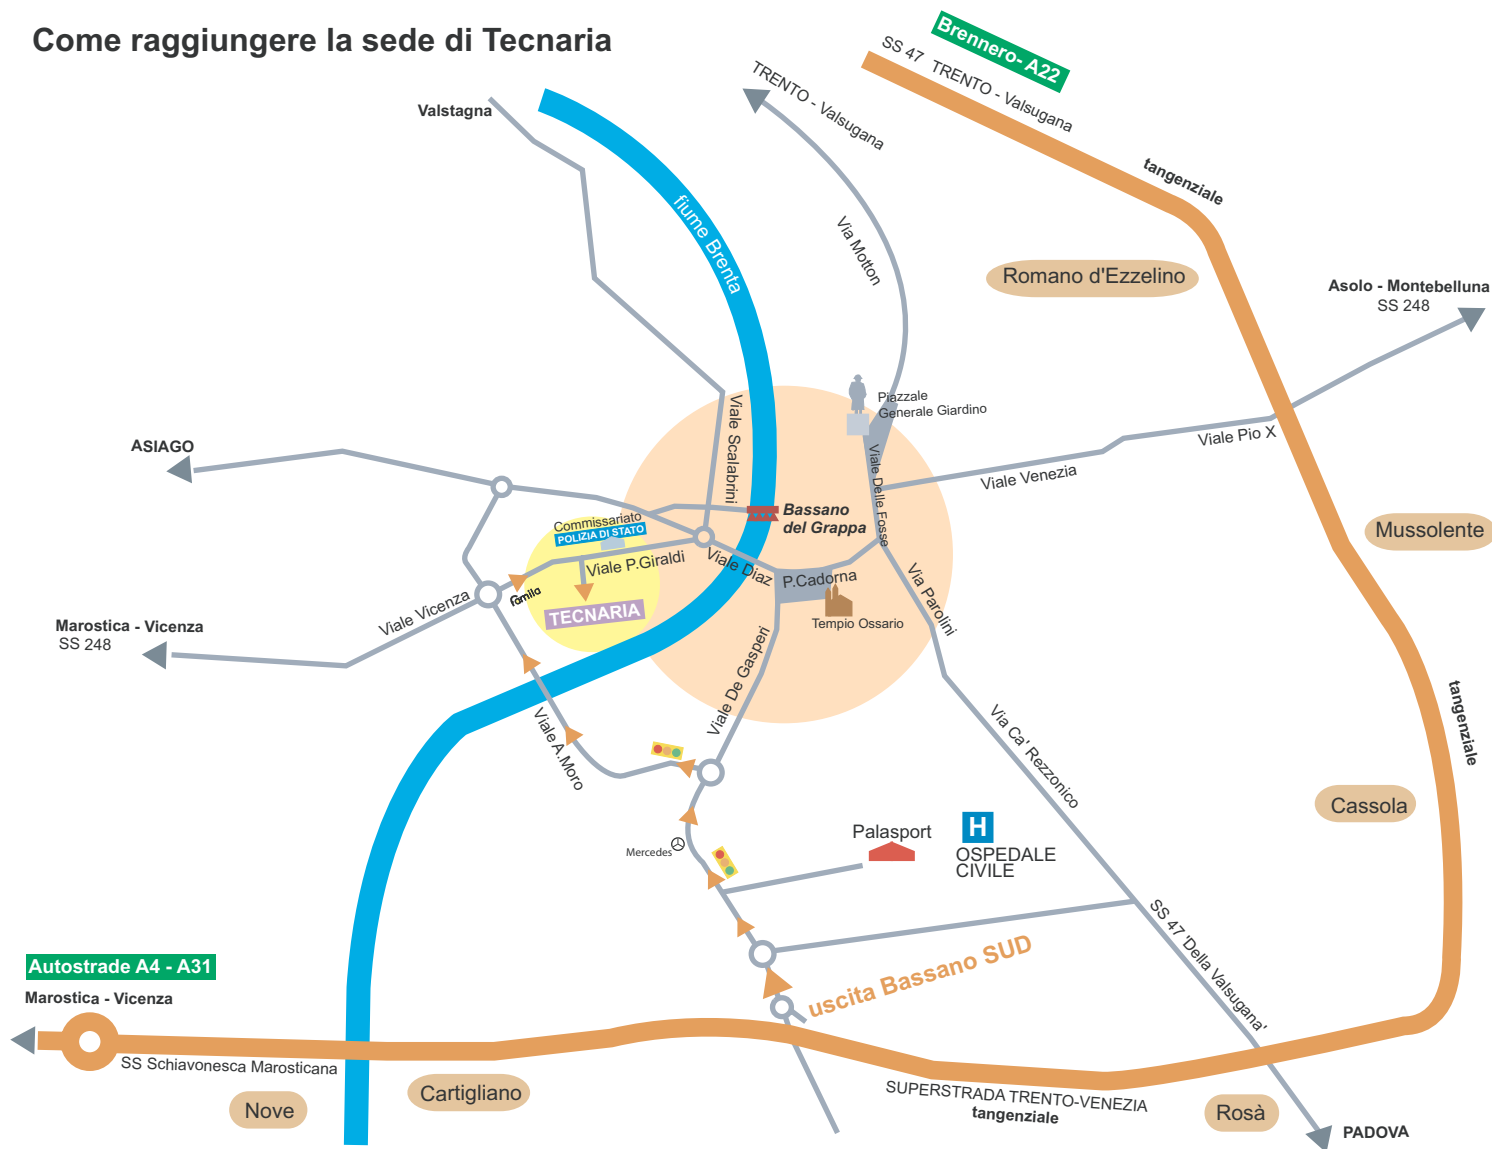 Come raggiungere la sede di Tecnaria
Brennero- A22
SS 47 TRENTO - Valsugana
TRENTO - Valsugana
Valstagna
tangenziale
fiume Brenta
Via Motton
Romano d'Ezzelino
Asolo - Montebelluna
SS 248
Piazzale
Generale Giardino
Viale Scalabrini
ASIAGO
Viale Pio X
Viale Venezia
Viale Delle Fosse
Bassano
del Grappa
Commissariato
POLIZIA DI STATO
Mussolente
Viale P.Giraldi
Viale Diaz
P.Cadorna
Via Parolini
famila
TECNARIA
Tempio Ossario
Viale Vicenza
Marostica - Vicenza
SS 248
Viale De Gasperi
Viale A.Moro
Via Ca' Rezzonico
tangenziale
Cassola
Mercedes
Palasport
H
OSPEDALE
CIVILE
SS 47 'Della Valsugana'
uscita Bassano SUD
Autostrade A4 - A31
Marostica - Vicenza
SS Schiavonesca Marosticana
Nove
Cartigliano
SUPERSTRADA TRENTO-VENEZIA
tangenziale
Rosà
PADOVA